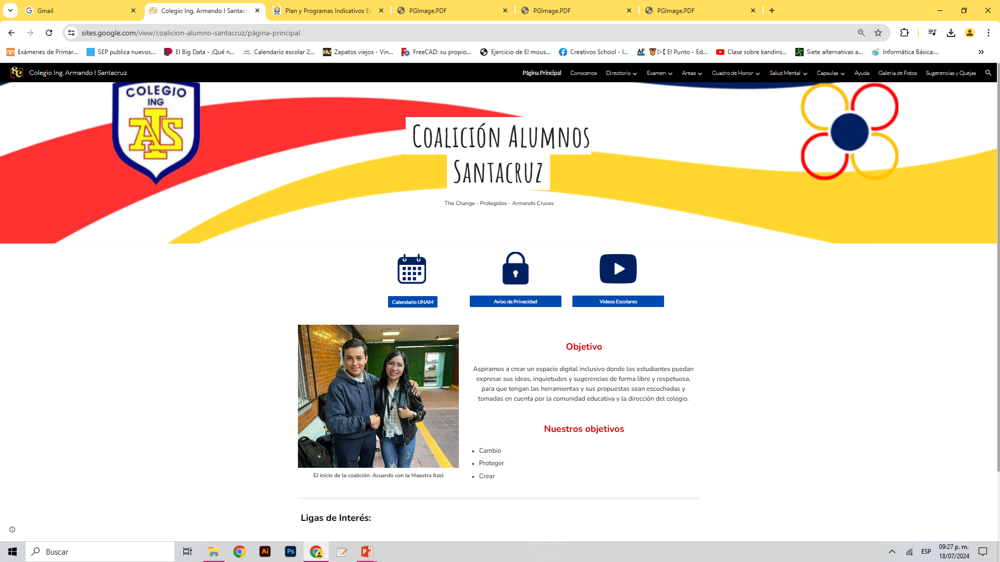 Gmail
Colegio Ing. Armando I Santacr
Plan y Programas Indicativos Es
PGImage.PDF
PGImage.PDF
PGImage.PDF
sites.google.com/view/coalicion-alumno-santacruz/página-principal
Exámenes de Primar...
SEP publica nuevos...
El Big Data - ¡Qué n...
Calendario escolar 2...
HA!
Zapatos viejos - Vin...
FreeCAD: su propio...
Ejercicio de El mous...
Creativos School - I...
AF
El Punto - Ed...
Clase sobre kandins...
Siete alternativas a...
Informática Básica:...
Colegio Ing. Armando I Santacruz
Página Principal
Conocenos
Directorio
Examen
Areas
Cuadro de Honor
Salud Mental
Capsulas
Ayuda
Galeria de Fotos
Sugerencias y Quejas
COLEGIO
ING
AIS
Coalición Alumnos
Santacruz
The Change - Protegidos - Armando Cruces
Calendario UNAM
Aviso de Privacidad
Videos Escolares
Objetivo
Aspiramos a crear un espacio digital inclusivo donde los estudiantes puedan
expresar sus ideas, inquietudes y sugerencias de forma libre y respetuosa,
para que tengan las herramientas y sus propuestas sean escuchadas y
tomadas en cuenta por la comunidad educativa y la dirección del colegio.
Nuestros objetivos
Cambio
Proteger
Crear
El inicio de la coalición: Acuerdo con la Maestra Itzel
Ligas de Interés:
Buscar
Ai
Ps
ESP
09:27 p. m.
18/07/2024